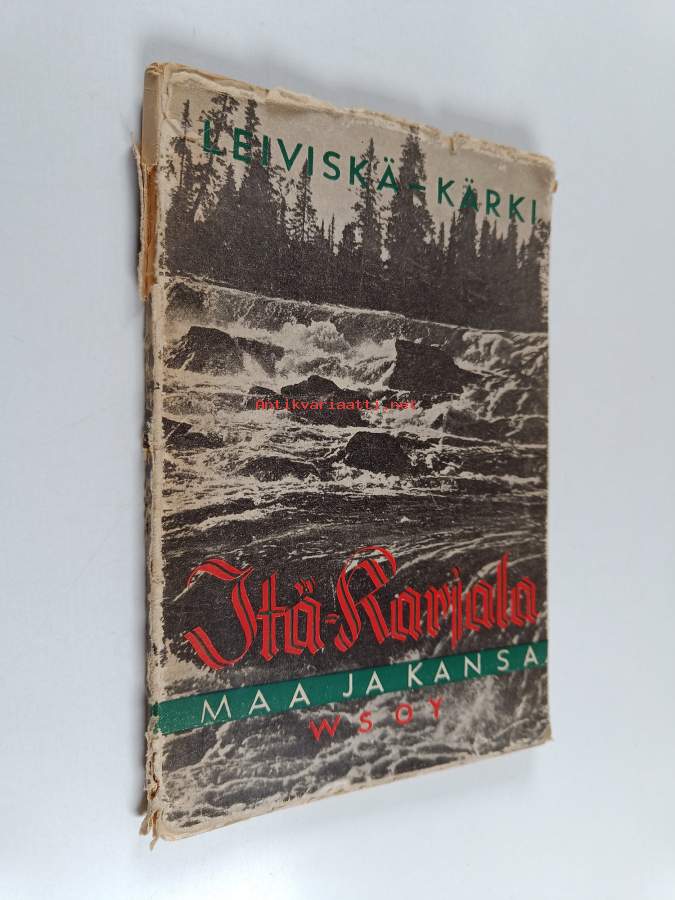 LEIVISKÄ-KÄRKI
Antikvariaatti.net
Itä-Karjala
MAA JA KANSA
WSOY